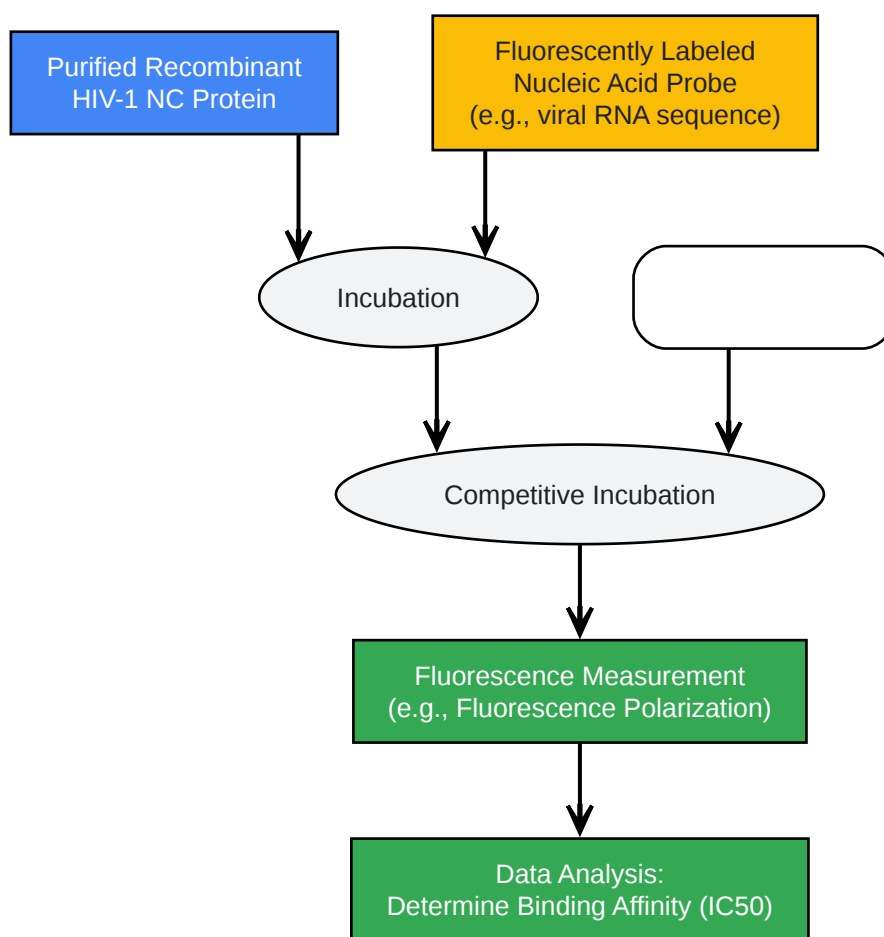 Purified Recombinant
HIV-1 NC Protein
Fluorescently Labeled
Nucleic Acid Probe
(e.g., viral RNA sequence)
Incubation
Competitive Incubation
Fluorescence Measurement
(e.g., Fluorescence Polarization)
Data Analysis:
Determine Binding Affinity (IC50)